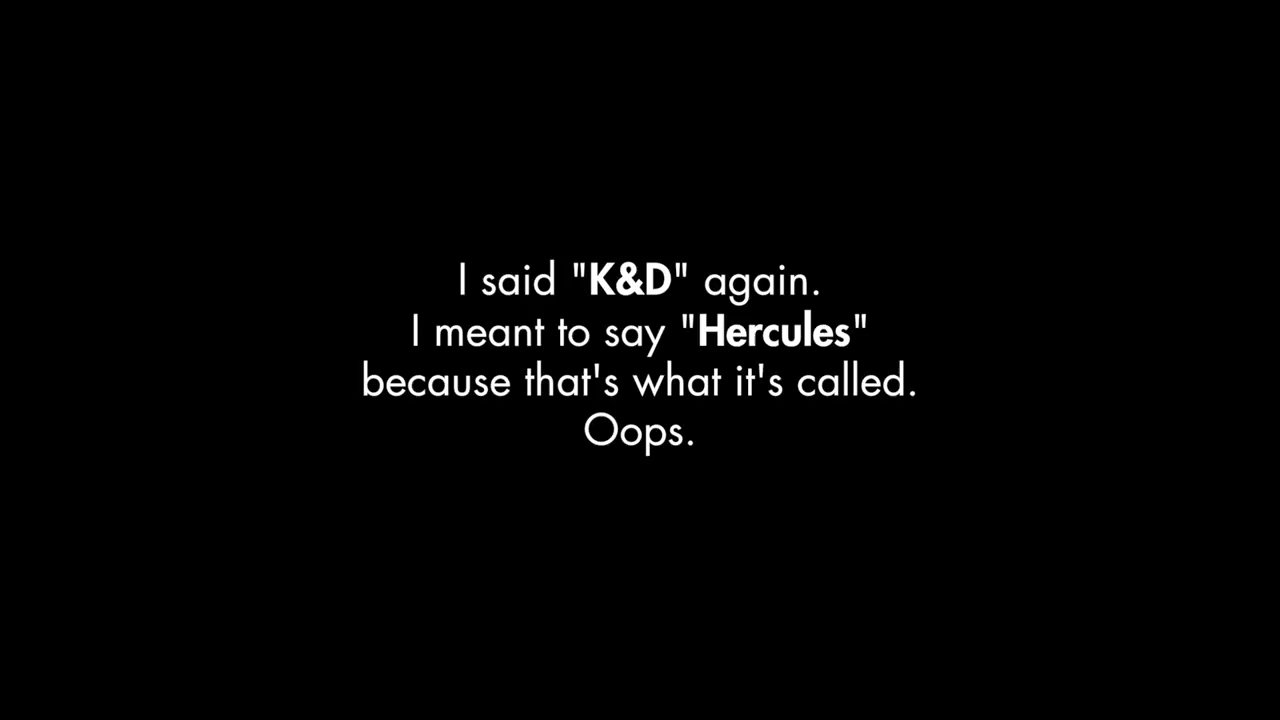 I said "K&D" again.
I meant to say "Hercules"
because that's what it's called.
Oops.